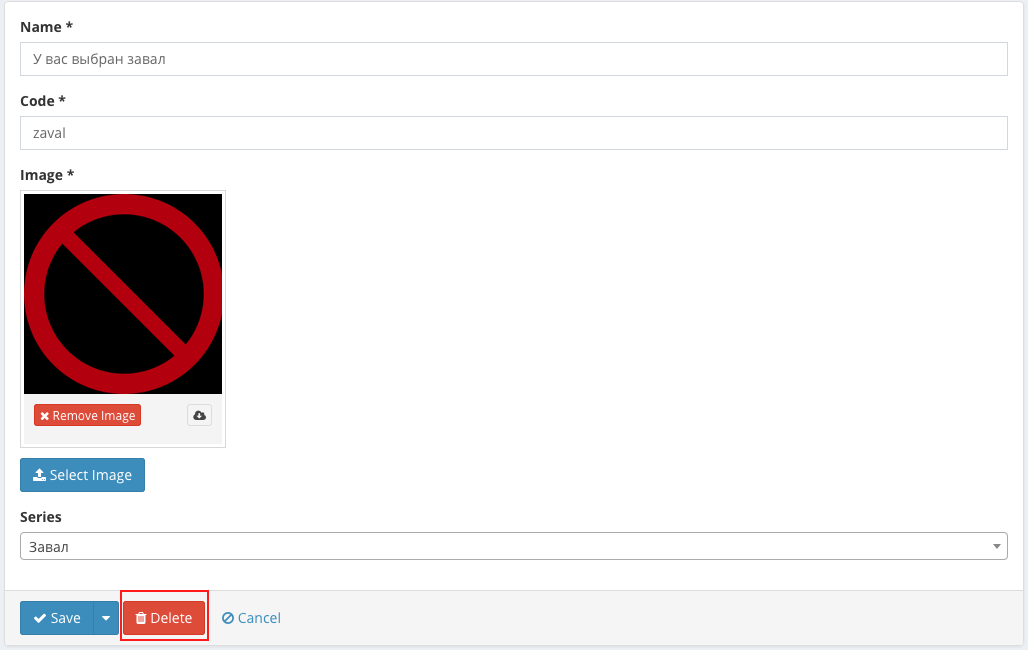 Name *
У вас выбран завал
Code *
zaval
Image *
Remove Image
Select Image
Series
Завал
Save Delete Cancel